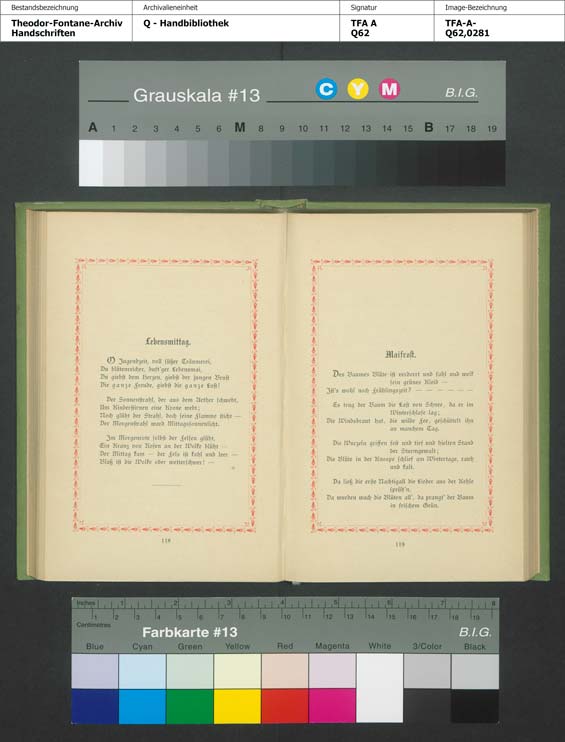 Bestandsbezeichnung
Archivalieneinheit
Signatur
Image-Bezeichnung
Theodor-Fontane-Archiv
Handschriften
Q - Handbibliothek
TFA A
Q62
TFA-A-
Q62,0281
Grauskala #13
C Y M
B.I.G.
A 1 2 3 4 5 6 M 8 9 10 11 12 13 14 15 B 17 18 19
Lebensmittag.
O Jugendzeit, voll süßer Träumerei,
Du blütenreicher, duft'ger Lebensmai,
Du giebst dem Herzen, giebst der jungen Brust
Die ganze Freude, giebst die ganze Lust!
Der Sonnenstrahl, der aus dem Aether schwebt,
Um Kinderstirnen eine Krone webt;
Noch glüht der Strahl, doch seine Flamme sticht —
Der Morgenstrahl ward Mittagssonnenlicht.
Im Morgenrote selbst der Felsen glüht,
Ein Kranz von Rosen an der Wolke blüht —
Der Mittag kam — der Fels ist kahl und leer —
Blaß ist die Wolke oder wetterschwer! —
118
Maifrost.
Des Baumes Blüte ist verdorrt und fahl und welk
sein grünes Kleid —
Ist's wohl noch Frühlingszeit? — — — — — — —
Es trug der Baum die Last von Schnee, da er im
Winterschlafe lag;
Die Windsbraut hat, die wilde Fee, geschüttelt ihn
an manchem Tag.
Die Wurzeln griffen fest und tief und hielten Stand
der Sturmgewalt;
Die Blüte in der Knospe schlief am Wintertage, rauh
und kalt.
Da ließ die erste Nachtigall die Lieder aus der Kehle
sprüh'n,
Da wurden wach die Blüten all', da prangt' der Baum
in frischem Grün.
119
Inches 1 2 3 4 5 6 7 8
1 2 3 4 5 6 7 8 9 10 11 12 13 14 15 16 17 18 19
Centimetres
Farbkarte #13
B.I.G.
Blue Cyan Green Yellow Red Magenta White 3/Color Black